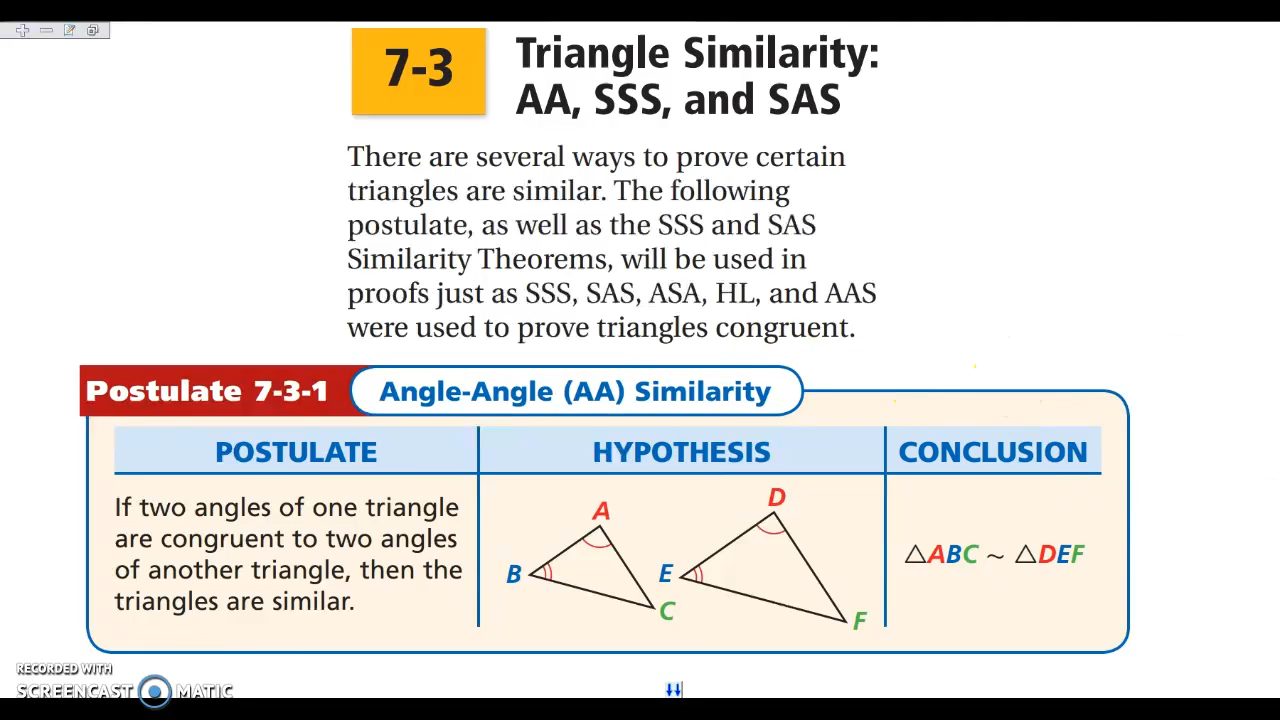 7-3
Triangle Similarity:
AA, SSS, and SAS
There are several ways to prove certain
triangles are similar. The following
postulate, as well as the SSS and SAS
Similarity Theorems, will be used in
proofs just as SSS, SAS, ASA, HL, and AAS
were used to prove triangles congruent.
Postulate 7-3-1
Angle-Angle (AA) Similarity
POSTULATE
HYPOTHESIS
CONCLUSION
If two angles of one triangle
are congruent to two angles
of another triangle, then the
triangles are similar.
A
B
C
D
E
F
△ABC ~ △DEF
RECORDED WITH
SCREENCAST MATIC